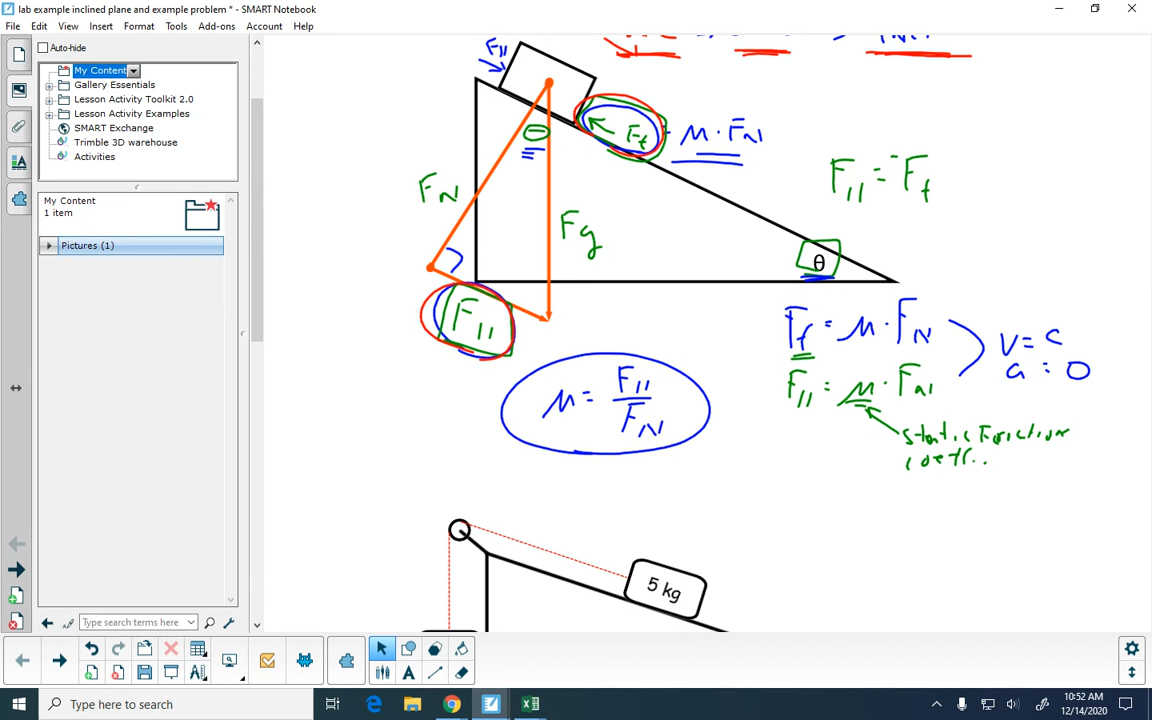 lab example inclined plane and example problem * - SMART Notebook
File Edit View Insert Format Tools Add-ons Account Help
Auto-hide
My Content
Gallery Essentials
Lesson Activity Toolkit 2.0
Lesson Activity Examples
SMART Exchange
Trimble 3D warehouse
Activities
My Content
1 item
Pictures (1)
F||
θ
Ff
μ · FN
F|| = Ff
FN
Fg
θ
F||
Ff = μ · FN
V = C
a = 0
F|| = μ · FN
μ = F|| / FN
Static Friction
5 kg
Type search terms here
A
Type here to search
10:52 AM
12/14/2020